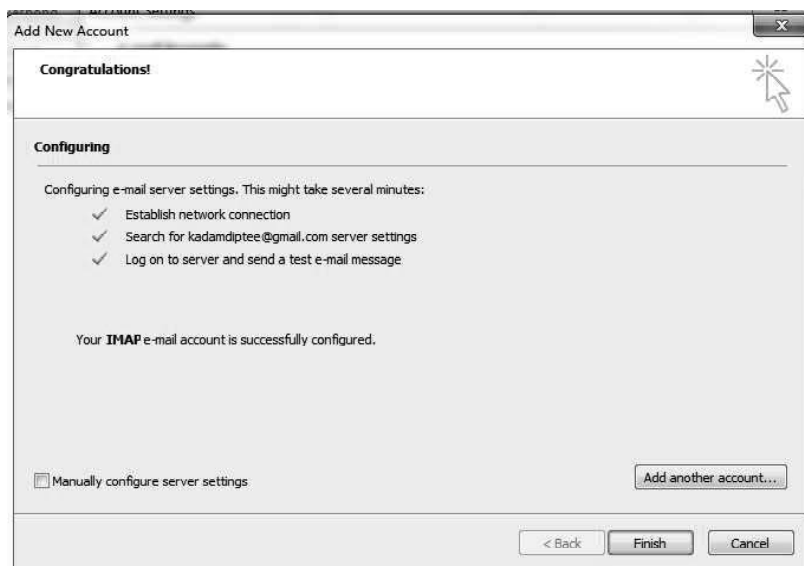 Account Settings
Add New Account
Congratulations!
Configuring
Configuring e-mail server settings. This might take several minutes:
Establish network connection
Search for kadamdiptee@gmail.com server settings
Log on to server and send a test e-mail message
Your IMAP e-mail account is successfully configured.
Manually configure server settings
Add another account...
< Back
Finish
Cancel